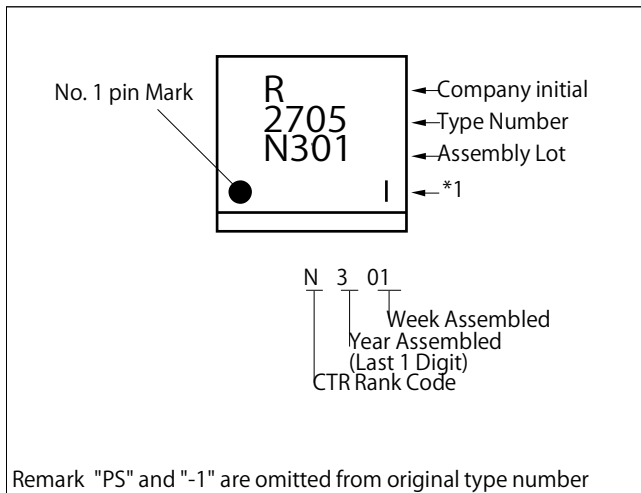 No. 1 pin Mark
R
2705
N301
I
Company initial
Type Number
Assembly Lot
*1
N 3 01
Week Assembled
Year Assembled
(Last 1 Digit)
CTR Rank Code
Remark "PS" and "-1" are omitted from original type number